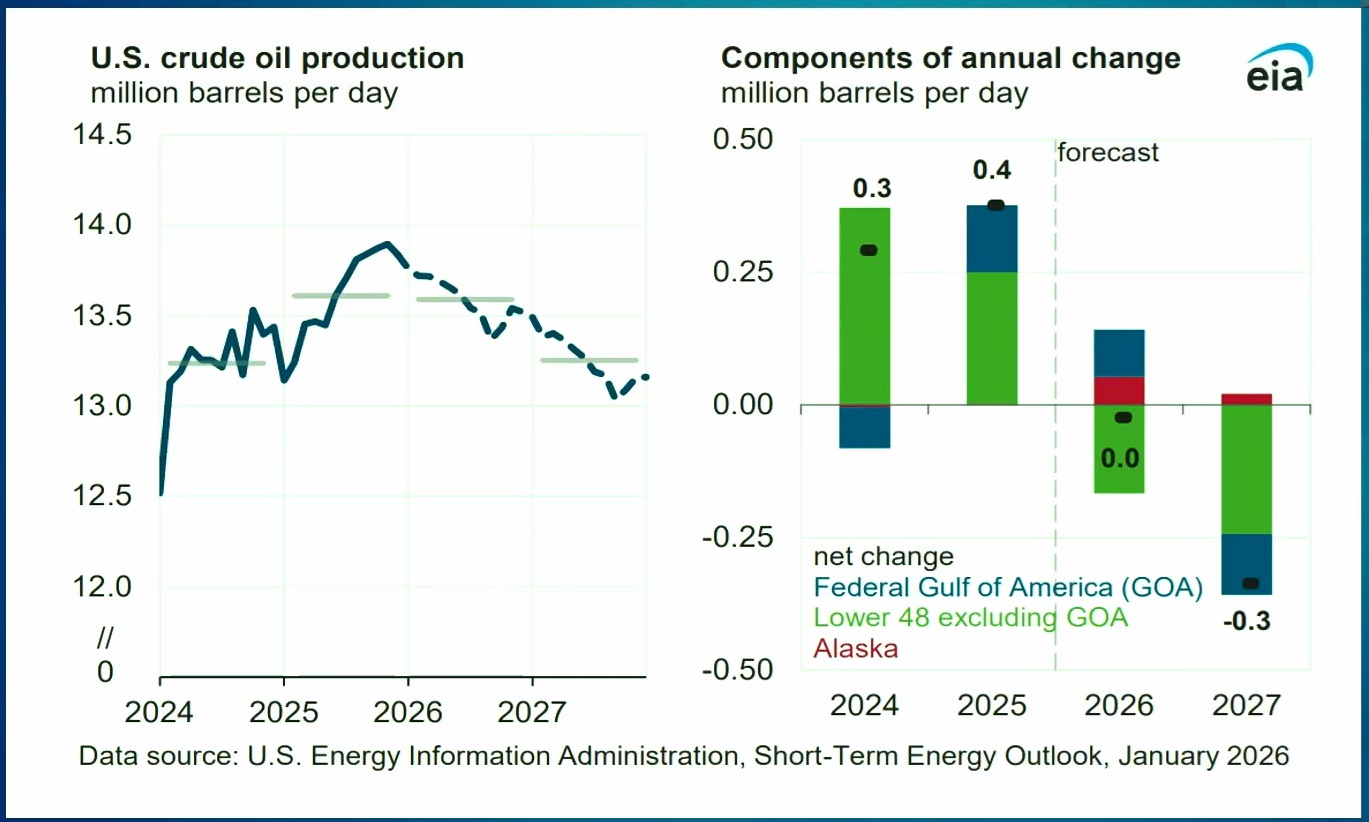 U.S. crude oil production
million barrels per day
14.5
14.0
13.5
13.0
12.5
12.0
//
0
2024 2025 2026 2027
Components of annual change
million barrels per day
eia
0.50
0.25
0.00
-0.25
-0.50
forecast
0.3
0.4
0.0
-0.3
net change
Federal Gulf of America (GOA)
Lower 48 excluding GOA
Alaska
2024 2025 2026 2027
Data source: U.S. Energy Information Administration, Short-Term Energy Outlook, January 2026